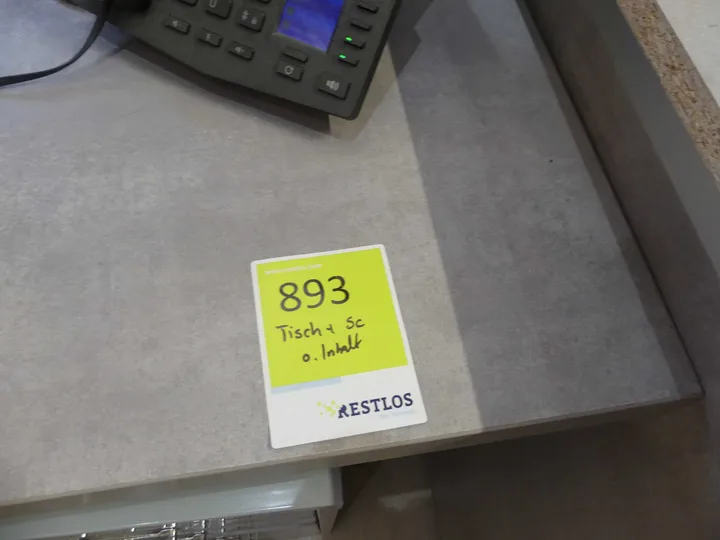 893
Tisch + Sc
o. Inhalt
RESTLOS